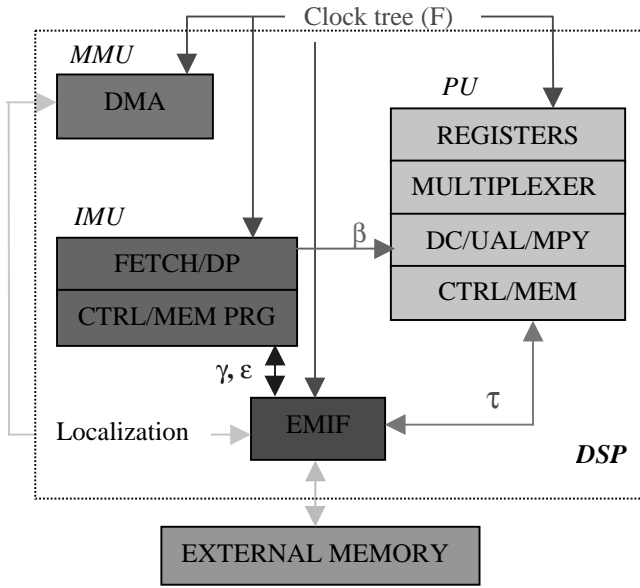 Clock tree (F)
MMU
DMA
PU
REGISTERS
MULTIPLEXER
DC/UAL/MPY
CTRL/MEM
IMU
FETCH/DP
CTRL/MEM PRG
β
γ, ε
τ
Localization
EMIF
DSP
EXTERNAL MEMORY